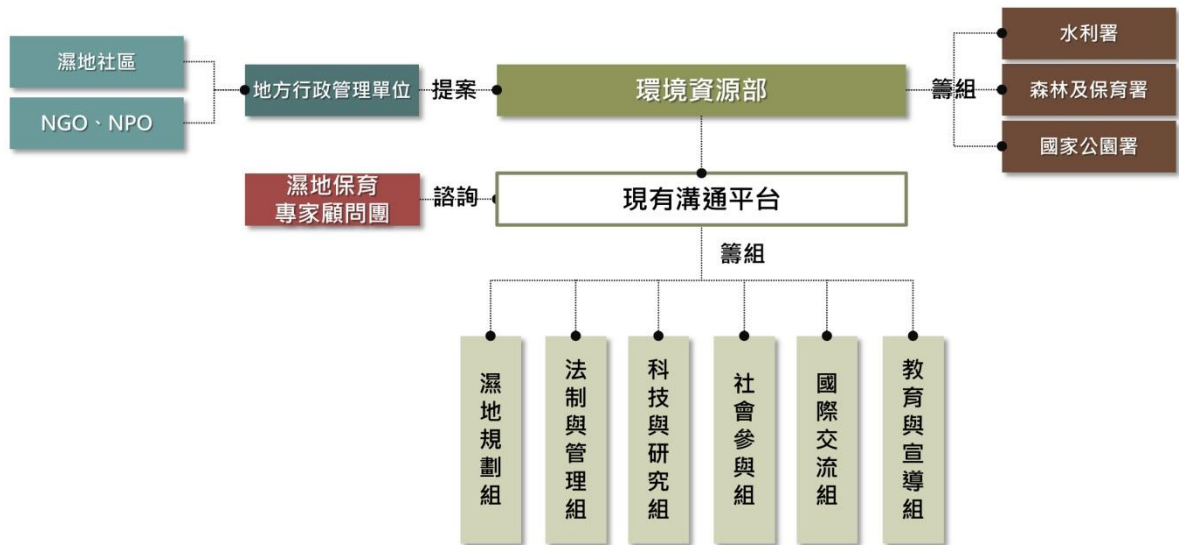 濕地社區
NGO、NPO
地方行政管理單位
提案
環境資源部
籌組
水利署
森林及保育署
國家公園署
濕地保育
專家顧問團
諮詢
現有溝通平台
籌組
濕地規劃組
法制與管理組
科技與研究組
社會參與組
國際交流組
教育與宣導組